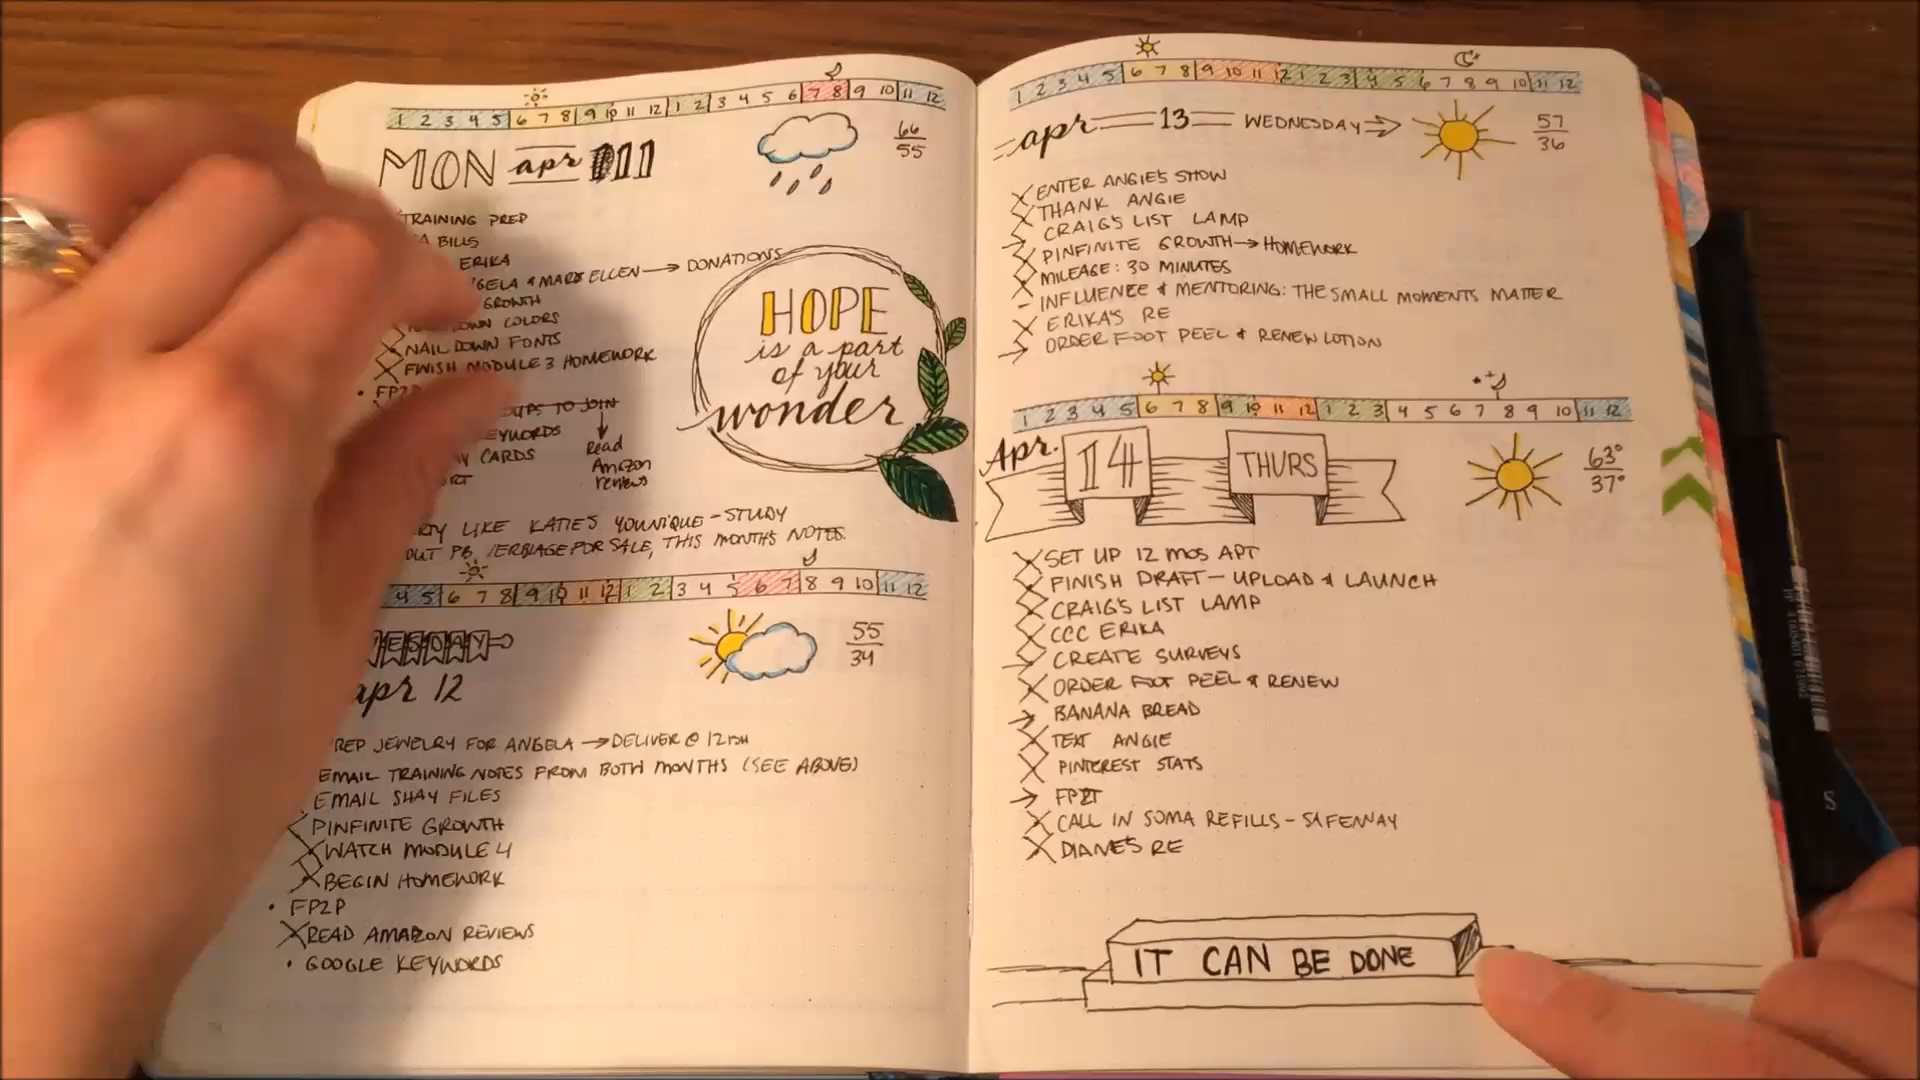 1 2 3 4 5 6 7 8 9 10 11 12 1 2 3 4 5 6 7 8 9 10 11 12
MON apr 11
66
55
TRAINING PREP
BILLS
ERIKA
& MARY ELLEN → DONATIONS
GROWTH
DOWN COLORS
NAIL DOWN FONTS
FINISH MODULE 3 HOMEWORK
TO JOIN
KEYWORDS
CARDS
Read
Amazon
reviews
HOPE
is a part
of your
wonder
LIKE KATIE'S YOUNIQUE - STUDY
OUT PB VERBIAGE FOR SALE, THIS MONTH'S NOTES
4 5 6 7 8 9 10 11 12 1 2 3 4 5 6 7 8 9 10 11 12
ESDAY
apr 12
55
34
REP JEWELRY FOR ANGELA → DELIVER @ 12ISH
EMAIL TRAINING NOTES FROM BOTH MONTHS (SEE ABOVE)
EMAIL SHAY FILES
PINFINITE GROWTH
WATCH MODULE 4
BEGIN HOMEWORK
• FP2P
READ AMAZON REVIEWS
• GOOGLE KEYWORDS
1 2 3 4 5 6 7 8 9 10 11 12 1 2 3 4 5 6 7 8 9 10 11 12
apr 13 WEDNESDAY
57
36
ENTER ANGIE'S SHOW
THANK ANGIE
CRAIG'S LIST LAMP
PINFINITE GROWTH → HOMEWORK
MILEAGE: 30 MINUTES
- INFLUENCE & MENTORING: THE SMALL MOMENTS MATTER
ERIKA'S RE
ORDER FOOT PEEL & RENEW LOTION
1 2 3 4 5 6 7 8 9 10 11 12 1 2 3 4 5 6 7 8 9 10 11 12
Apr. 14 THURS
63°
37°
SET UP 12 MOS APT
FINISH DRAFT - UPLOAD & LAUNCH
CRAIG'S LIST LAMP
CCC ERIKA
CREATE SURVEYS
ORDER FOOT PEEL & RENEW
BANANA BREAD
TEXT ANGIE
PINTEREST STATS
CALL IN SOMA REFILLS - SAFEWAY
DIANE'S RE
IT CAN BE DONE
S